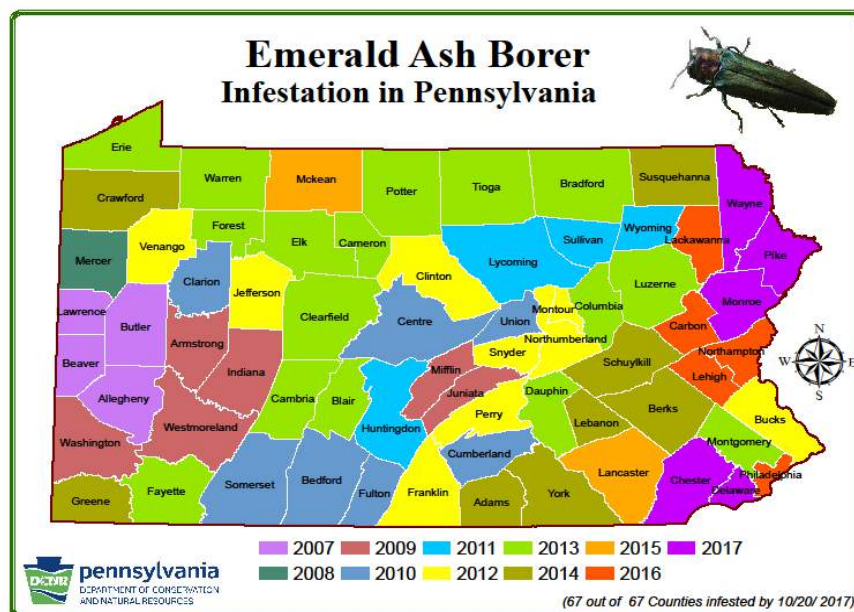 Emerald Ash Borer
Infestation in Pennsylvania
Erie
Warren
Mckean
Potter
Tioga
Bradford
Susquehanna
Crawford
Wayne
Forest
Elk
Cameron
Venango
Wyoming
Sullivan
Lackawanna
Mercer
Clarion
Clinton
Lycoming
Pike
Jefferson
Luzerne
Lawrence
Butler
Clearfield
Centre
Union
Montour
Columbia
Monroe
Armstrong
Carbon
Northumberland
Snyder
Northampton
Beaver
Indiana
Mifflin
Schuylkill
Lehigh
Allegheny
Cambria
Blair
Juniata
Dauphin
Berks
Perry
Lebanon
Bucks
Huntingdon
Westmoreland
Washington
Montgomery
Cumberland
Lancaster
Philadelphia
Chester
Delaware
Greene
Fayette
Somerset
Bedford
Fulton
Franklin
Adams
York
N
W E
S
2007 2009 2011 2013 2015 2017
2008 2010 2012 2014 2016
DCNR
pennsylvania
DEPARTMENT OF CONSERVATION
AND NATURAL RESOURCES
(67 out of 67 Counties infested by 10/20/ 2017)